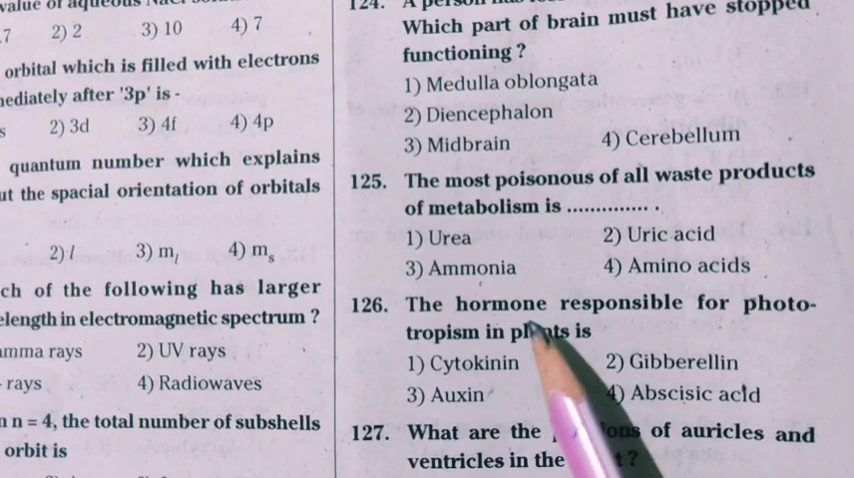 value of aqueous
.7 2) 2 3) 10 4) 7
orbital which is filled with electrons
mediately after '3p' is -
s 2) 3d 3) 4f 4) 4p
quantum number which explains
ut the spacial orientation of orbitals
2) l 3) mₗ 4) mₛ
ch of the following has larger
elength in electromagnetic spectrum ?
amma rays 2) UV rays
- rays 4) Radiowaves
n n = 4, the total number of subshells
orbit is
124. A person
Which part of brain must have stopped
functioning ?
1) Medulla oblongata
2) Diencephalon
3) Midbrain 4) Cerebellum
125. The most poisonous of all waste products
of metabolism is ..............
1) Urea 2) Uric acid
3) Ammonia 4) Amino acids
126. The hormone responsible for photo-
tropism in plants is
1) Cytokinin 2) Gibberellin
3) Auxin 4) Abscisic acid
127. What are the of auricles and
ventricles in the ?